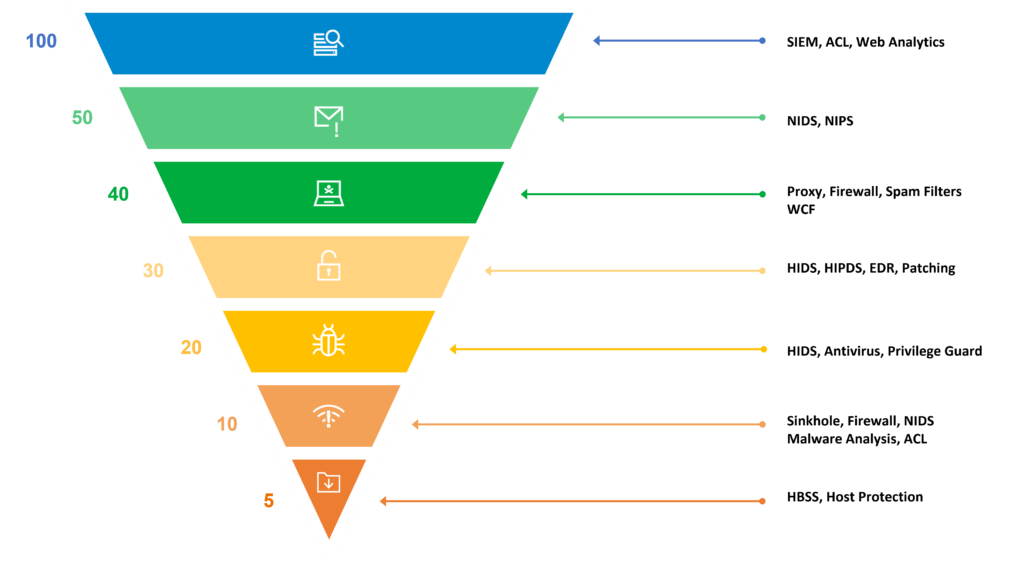 100
SIEM, ACL, Web Analytics
50
NIDS, NIPS
40
Proxy, Firewall, Spam Filters
WCF
30
HIDS, HIPDS, EDR, Patching
20
HIDS, Antivirus, Privilege Guard
10
Sinkhole, Firewall, NIDS
Malware Analysis, ACL
5
HBSS, Host Protection